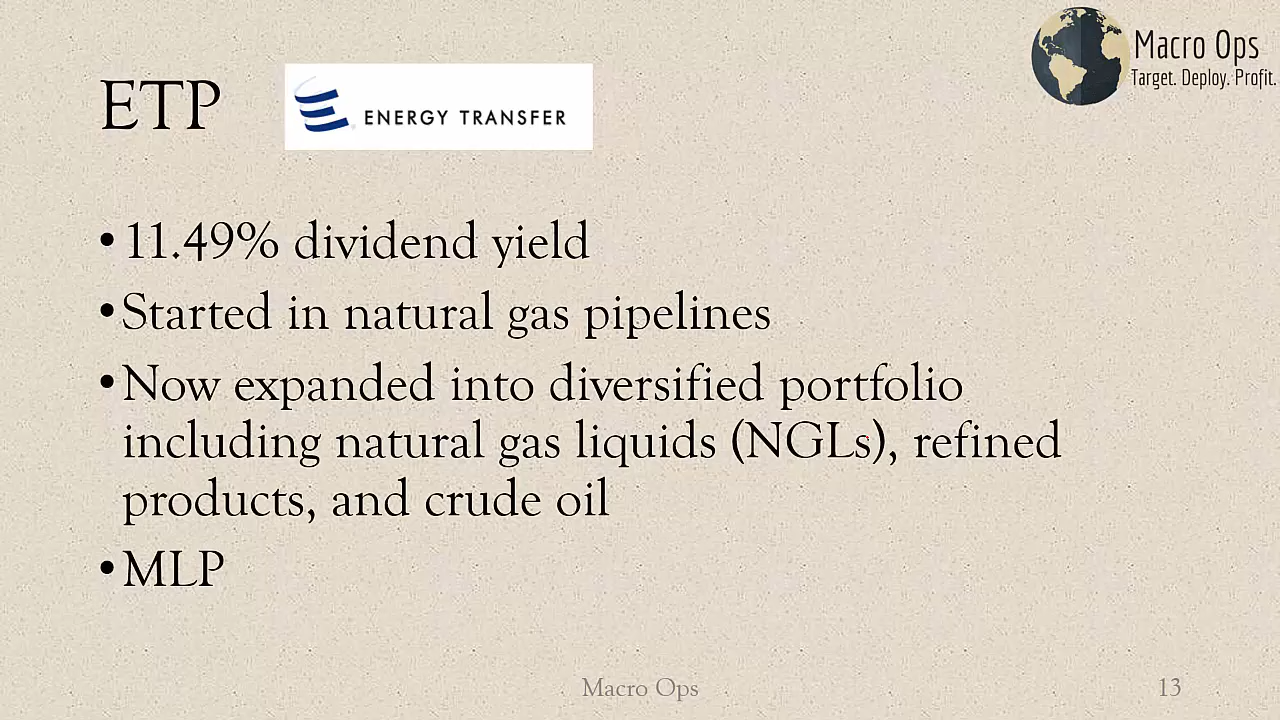 Macro Ops
Target. Deploy. Profit.
ETP
ENERGY TRANSFER
•11.49% dividend yield
•Started in natural gas pipelines
•Now expanded into diversified portfolio
including natural gas liquids (NGLs), refined
products, and crude oil
•MLP
Macro Ops
13